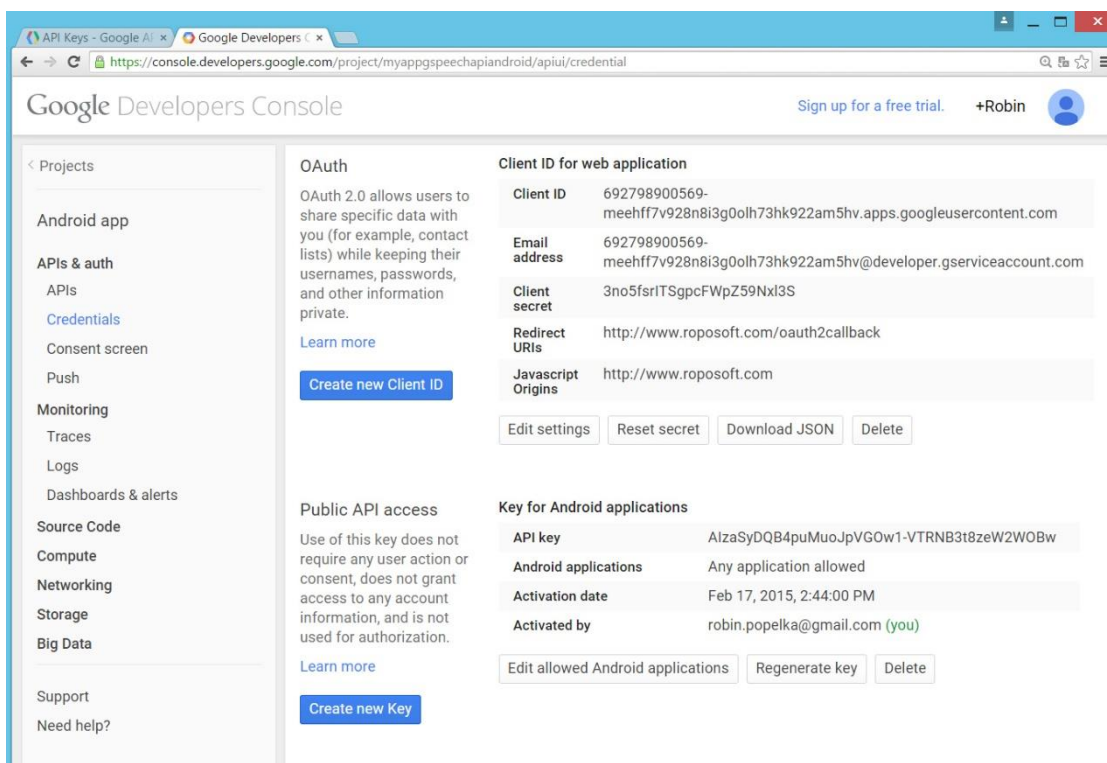 API Keys - Google AP
Google Developers C
https://console.developers.google.com/project/myappgspeechapiandroid/apiui/credential
Google Developers Console
Sign up for a free trial.
+Robin
Projects
Android app
APIs & auth
APIs
Credentials
Consent screen
Push
Monitoring
Traces
Logs
Dashboards & alerts
Source Code
Compute
Networking
Storage
Big Data
Support
Need help?
OAuth
OAuth 2.0 allows users to
share specific data with
you (for example, contact
lists) while keeping their
usernames, passwords,
and other information
private.
Learn more
Create new Client ID
Client ID for web application
Client ID 692798900569-
meehff7v928n8i3g0olh73hk922am5hv.apps.googleusercontent.com
Email 692798900569-
address meehff7v928n8i3g0olh73hk922am5hv@developer.gserviceaccount.com
Client 3no5fsrITSgpcFWpZ59Nxl3S
secret
Redirect http://www.roposoft.com/oauth2callback
URIs
Javascript http://www.roposoft.com
Origins
Edit settings Reset secret Download JSON Delete
Public API access
Use of this key does not
require any user action or
consent, does not grant
access to any account
information, and is not
used for authorization.
Learn more
Create new Key
Key for Android applications
API key AIzaSyDQB4puMuoJpVGOw1-VTRNB3t8zeW2WOBw
Android applications Any application allowed
Activation date Feb 17, 2015, 2:44:00 PM
Activated by robin.popelka@gmail.com (you)
Edit allowed Android applications Regenerate key Delete